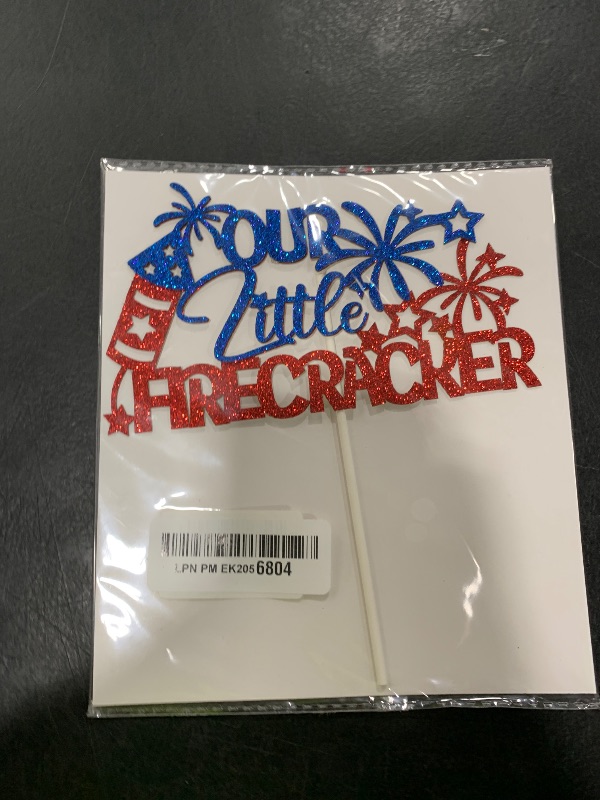 OUR
Little
FIRECRACKER
LPN PM EK2056804